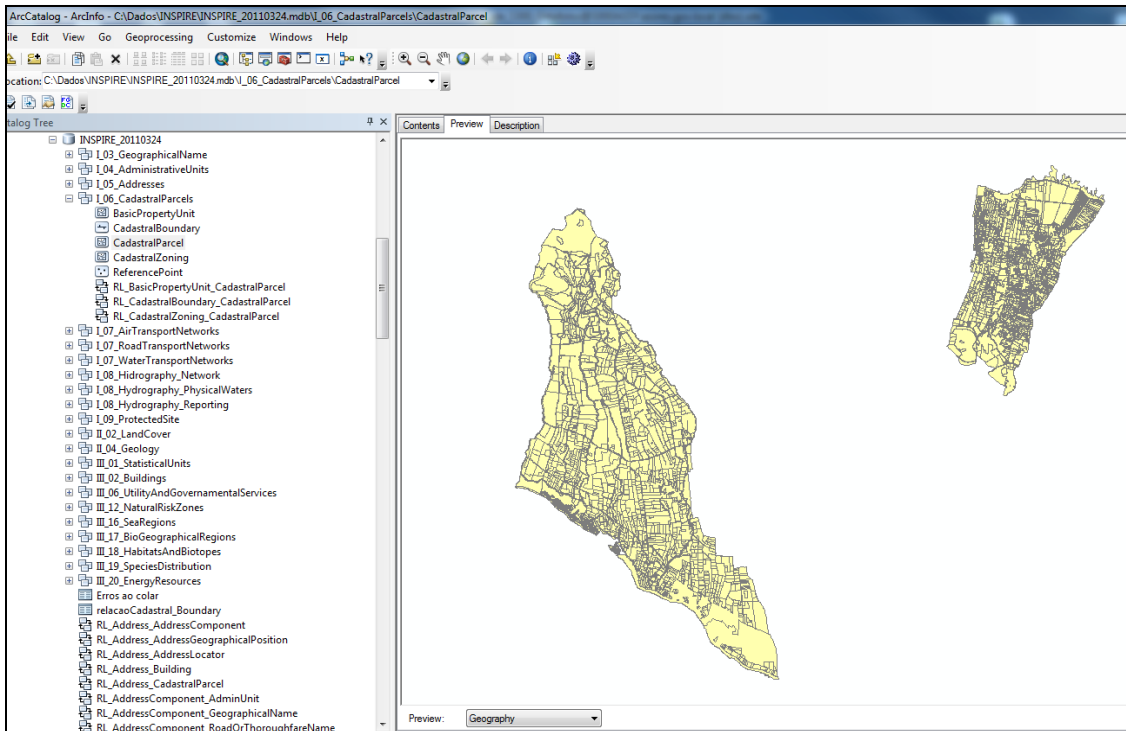 ArcCatalog - ArcInfo - C:\Dados\INSPIRE\INSPIRE_20110324.mdb\I_06_CadastralParcels\CadastralParcel
ile Edit View Go Geoprocessing Customize Windows Help
ocation: C:\Dados\INSPIRE\INSPIRE_20110324.mdb\I_06_CadastralParcels\CadastralParcel
atalog Tree
INSPIRE_20110324
I_03_GeographicalName
I_04_AdministrativeUnits
I_05_Addresses
I_06_CadastralParcels
BasicPropertyUnit
CadastralBoundary
CadastralParcel
CadastralZoning
ReferencePoint
RL_BasicPropertyUnit_CadastralParcel
RL_CadastralBoundary_CadastralParcel
RL_CadastralZoning_CadastralParcel
I_07_AirTransportNetworks
I_07_RoadTransportNetworks
I_07_WaterTransportNetworks
I_08_Hidrography_Network
I_08_Hydrography_PhysicalWaters
I_08_Hydrography_Reporting
I_09_ProtectedSite
II_02_LandCover
II_04_Geology
III_01_StatisticalUnits
III_02_Buildings
III_06_UtilityAndGovernamentalServices
III_12_NaturalRiskZones
III_16_SeaRegions
III_17_BioGeographicalRegions
III_18_HabitatsAndBiotopes
III_19_SpeciesDistribution
III_20_EnergyResources
Erros ao colar
relacaoCadastral_Boundary
RL_Address_AddressComponent
RL_Address_AddressGeographicalPosition
RL_Address_AddressLocator
RL_Address_Building
RL_Address_CadastralParcel
RL_AddressComponent_AdminUnit
RL_AddressComponent_GeographicalName
RL_AddressComponent_RoadOrThoroughfareName
Contents Preview Description
Preview: Geography